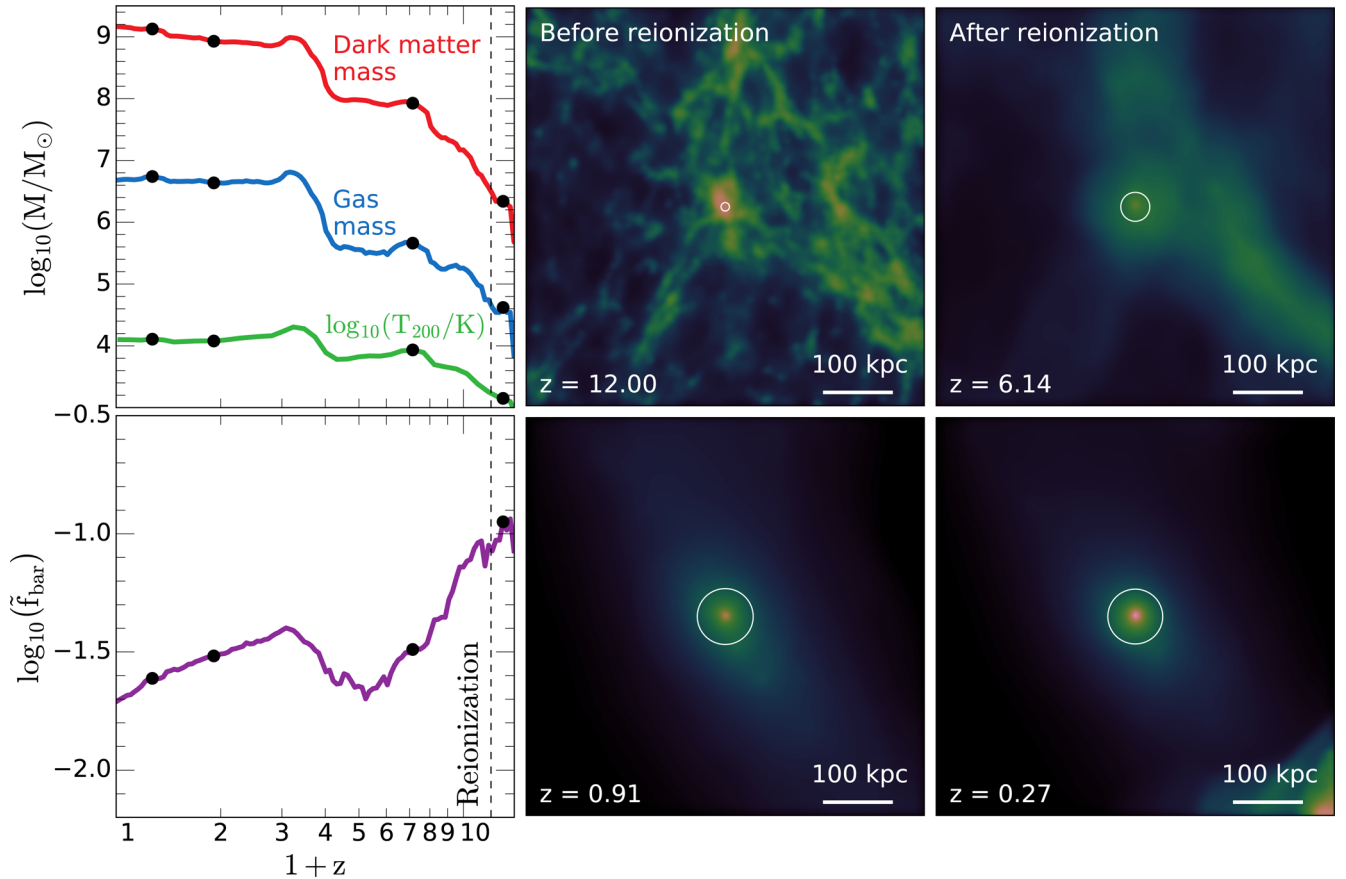 9
8
7
6
5
4
log₁₀(M/M⊙)
Dark matter
mass
Gas
mass
log₁₀(T₂₀₀/K)
Before reionization
100 kpc
z = 12.00
After reionization
100 kpc
z = 6.14
−0.5
−1.0
−1.5
−2.0
log₁₀(f̃_bar)
Reionization
1 2 3 4 5 6 7 8 9 10
1 + z
100 kpc
z = 0.91
100 kpc
z = 0.27